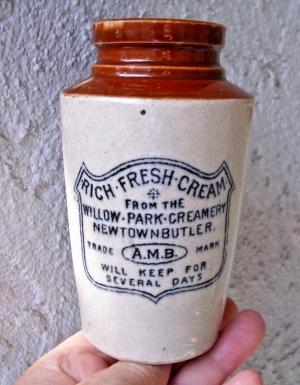 RICH·FRESH·CREAM
FROM THE
WILLOW·PARK·CREAMERY
NEWTOWNBUTLER.
TRADE A.M.B. MARK
WILL KEEP FOR
SEVERAL DAYS